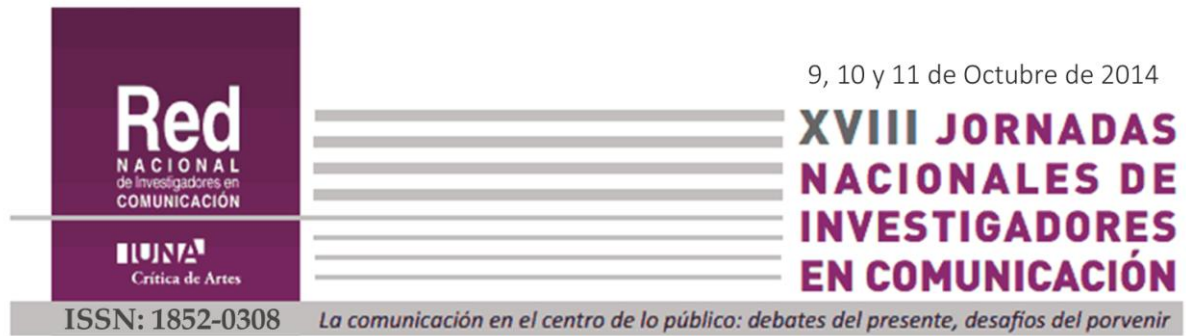 Red
NACIONAL
de Investigadores en
COMUNICACIÓN
IUNA
Crítica de Artes
9, 10 y 11 de Octubre de 2014
XVIII JORNADAS
NACIONALES DE
INVESTIGADORES
EN COMUNICACIÓN
ISSN: 1852-0308
La comunicación en el centro de lo público: debates del presente, desafíos del porvenir